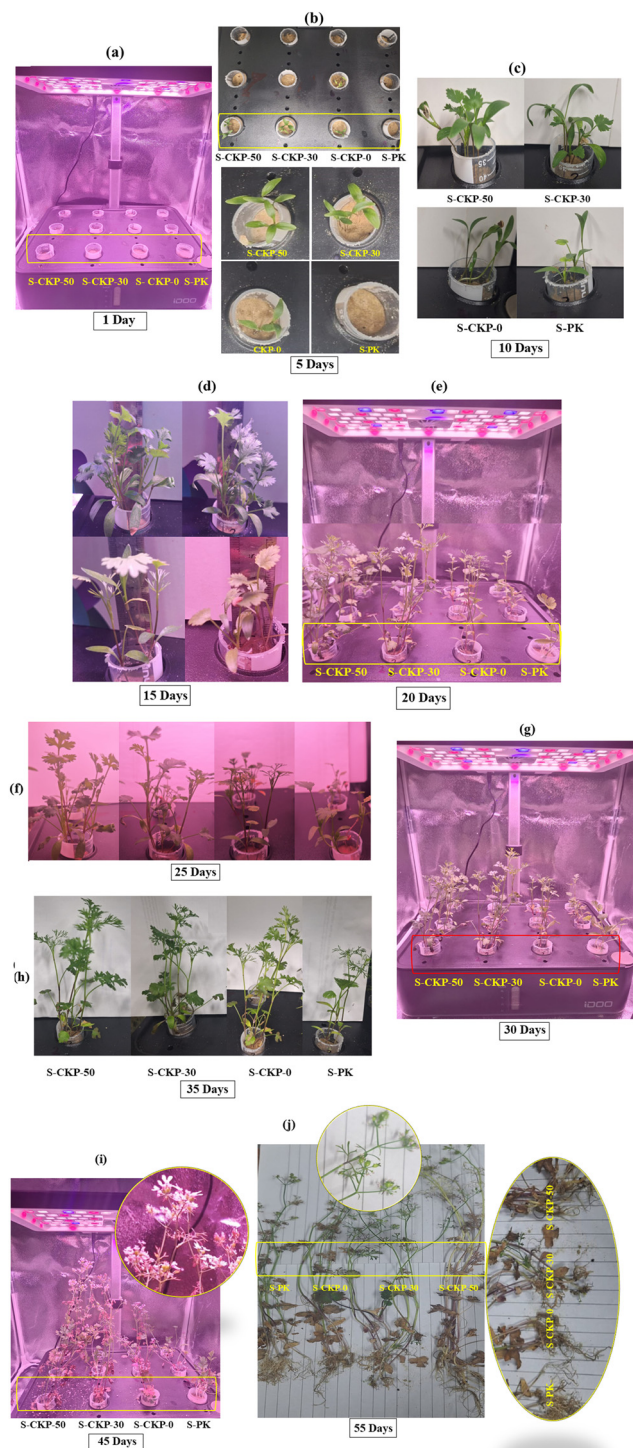 (a)
S-CKP-50 S-CKP-30 S- CKP-0 S-PK
1 Day
(b)
S-CKP-50 S-CKP-30 S-CKP-0 S-PK
S-CKP-50 S-CKP-30
CKP-0 S-PK
5 Days
(c)
S-CKP-50 S-CKP-30
S-CKP-0 S-PK
10 Days
(d)
15 Days
(e)
S-CKP-50 S-CKP-30 S-CKP-0 S-PK
20 Days
(f)
25 Days
(g)
S-CKP-50 S-CKP-30 S-CKP-0 S-PK
30 Days
(h)
S-CKP-50 S-CKP-30 S-CKP-0 S-PK
35 Days
(i)
S-CKP-50 S-CKP-30 S-CKP-0 S-PK
45 Days
(j)
S-PK S-CKP-0 S-CKP-30 S-CKP-50
S-PK S-CKP-0 S-CKP-30 S-CKP 50
55 Days